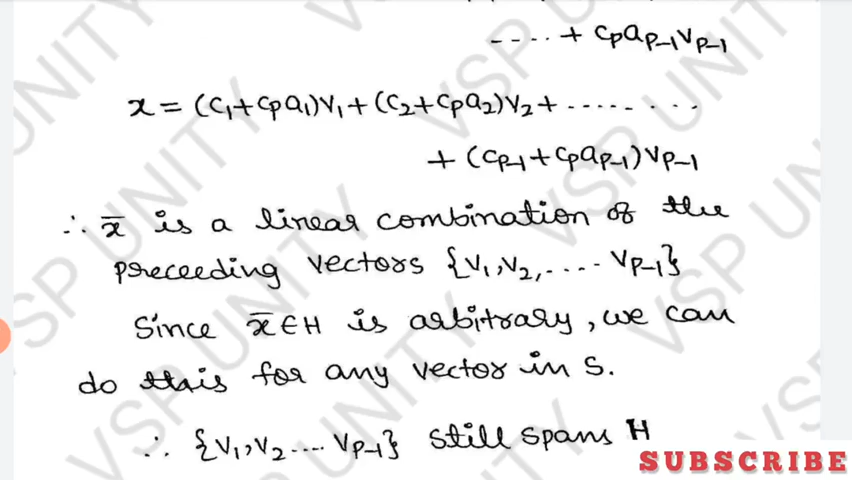 ---- + cpap-1vp-1
x = (c1+cpa1)v1+(c2+cpa2)v2+ ........
+ (cp-1+cpap-1)vp-1
∴ x̅ is a linear combination of the
preceeding vectors {v1,v2,.... vp-1}
Since x̅∈H is arbitrary, we can
do this for any vector in S.
∴ {v1,v2 .... vp-1} still spans H
SUBSCRIBE
VSP UNITY